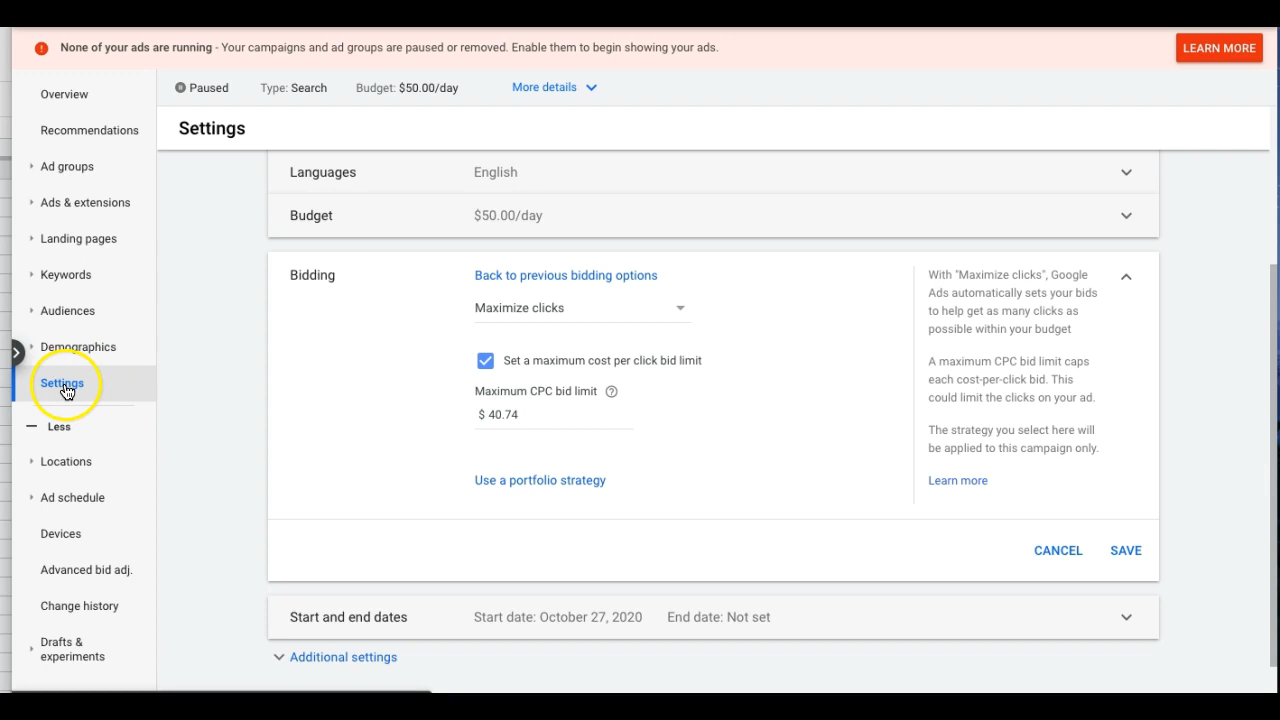 None of your ads are running - Your campaigns and ad groups are paused or removed. Enable them to begin showing your ads.
LEARN MORE
Paused Type: Search Budget: $50.00/day More details
Settings
Overview
Recommendations
Ad groups
Ads & extensions
Landing pages
Keywords
Audiences
Demographics
Settings
Less
Locations
Ad schedule
Devices
Advanced bid adj.
Change history
Drafts &
experiments
Languages English
Budget $50.00/day
Bidding
Back to previous bidding options
Maximize clicks
Set a maximum cost per click bid limit
Maximum CPC bid limit
$ 40.74
Use a portfolio strategy
With "Maximize clicks", Google
Ads automatically sets your bids
to help get as many clicks as
possible within your budget
A maximum CPC bid limit caps
each cost-per-click bid. This
could limit the clicks on your ad.
The strategy you select here will
be applied to this campaign only.
Learn more
CANCEL SAVE
Start and end dates Start date: October 27, 2020 End date: Not set
Additional settings